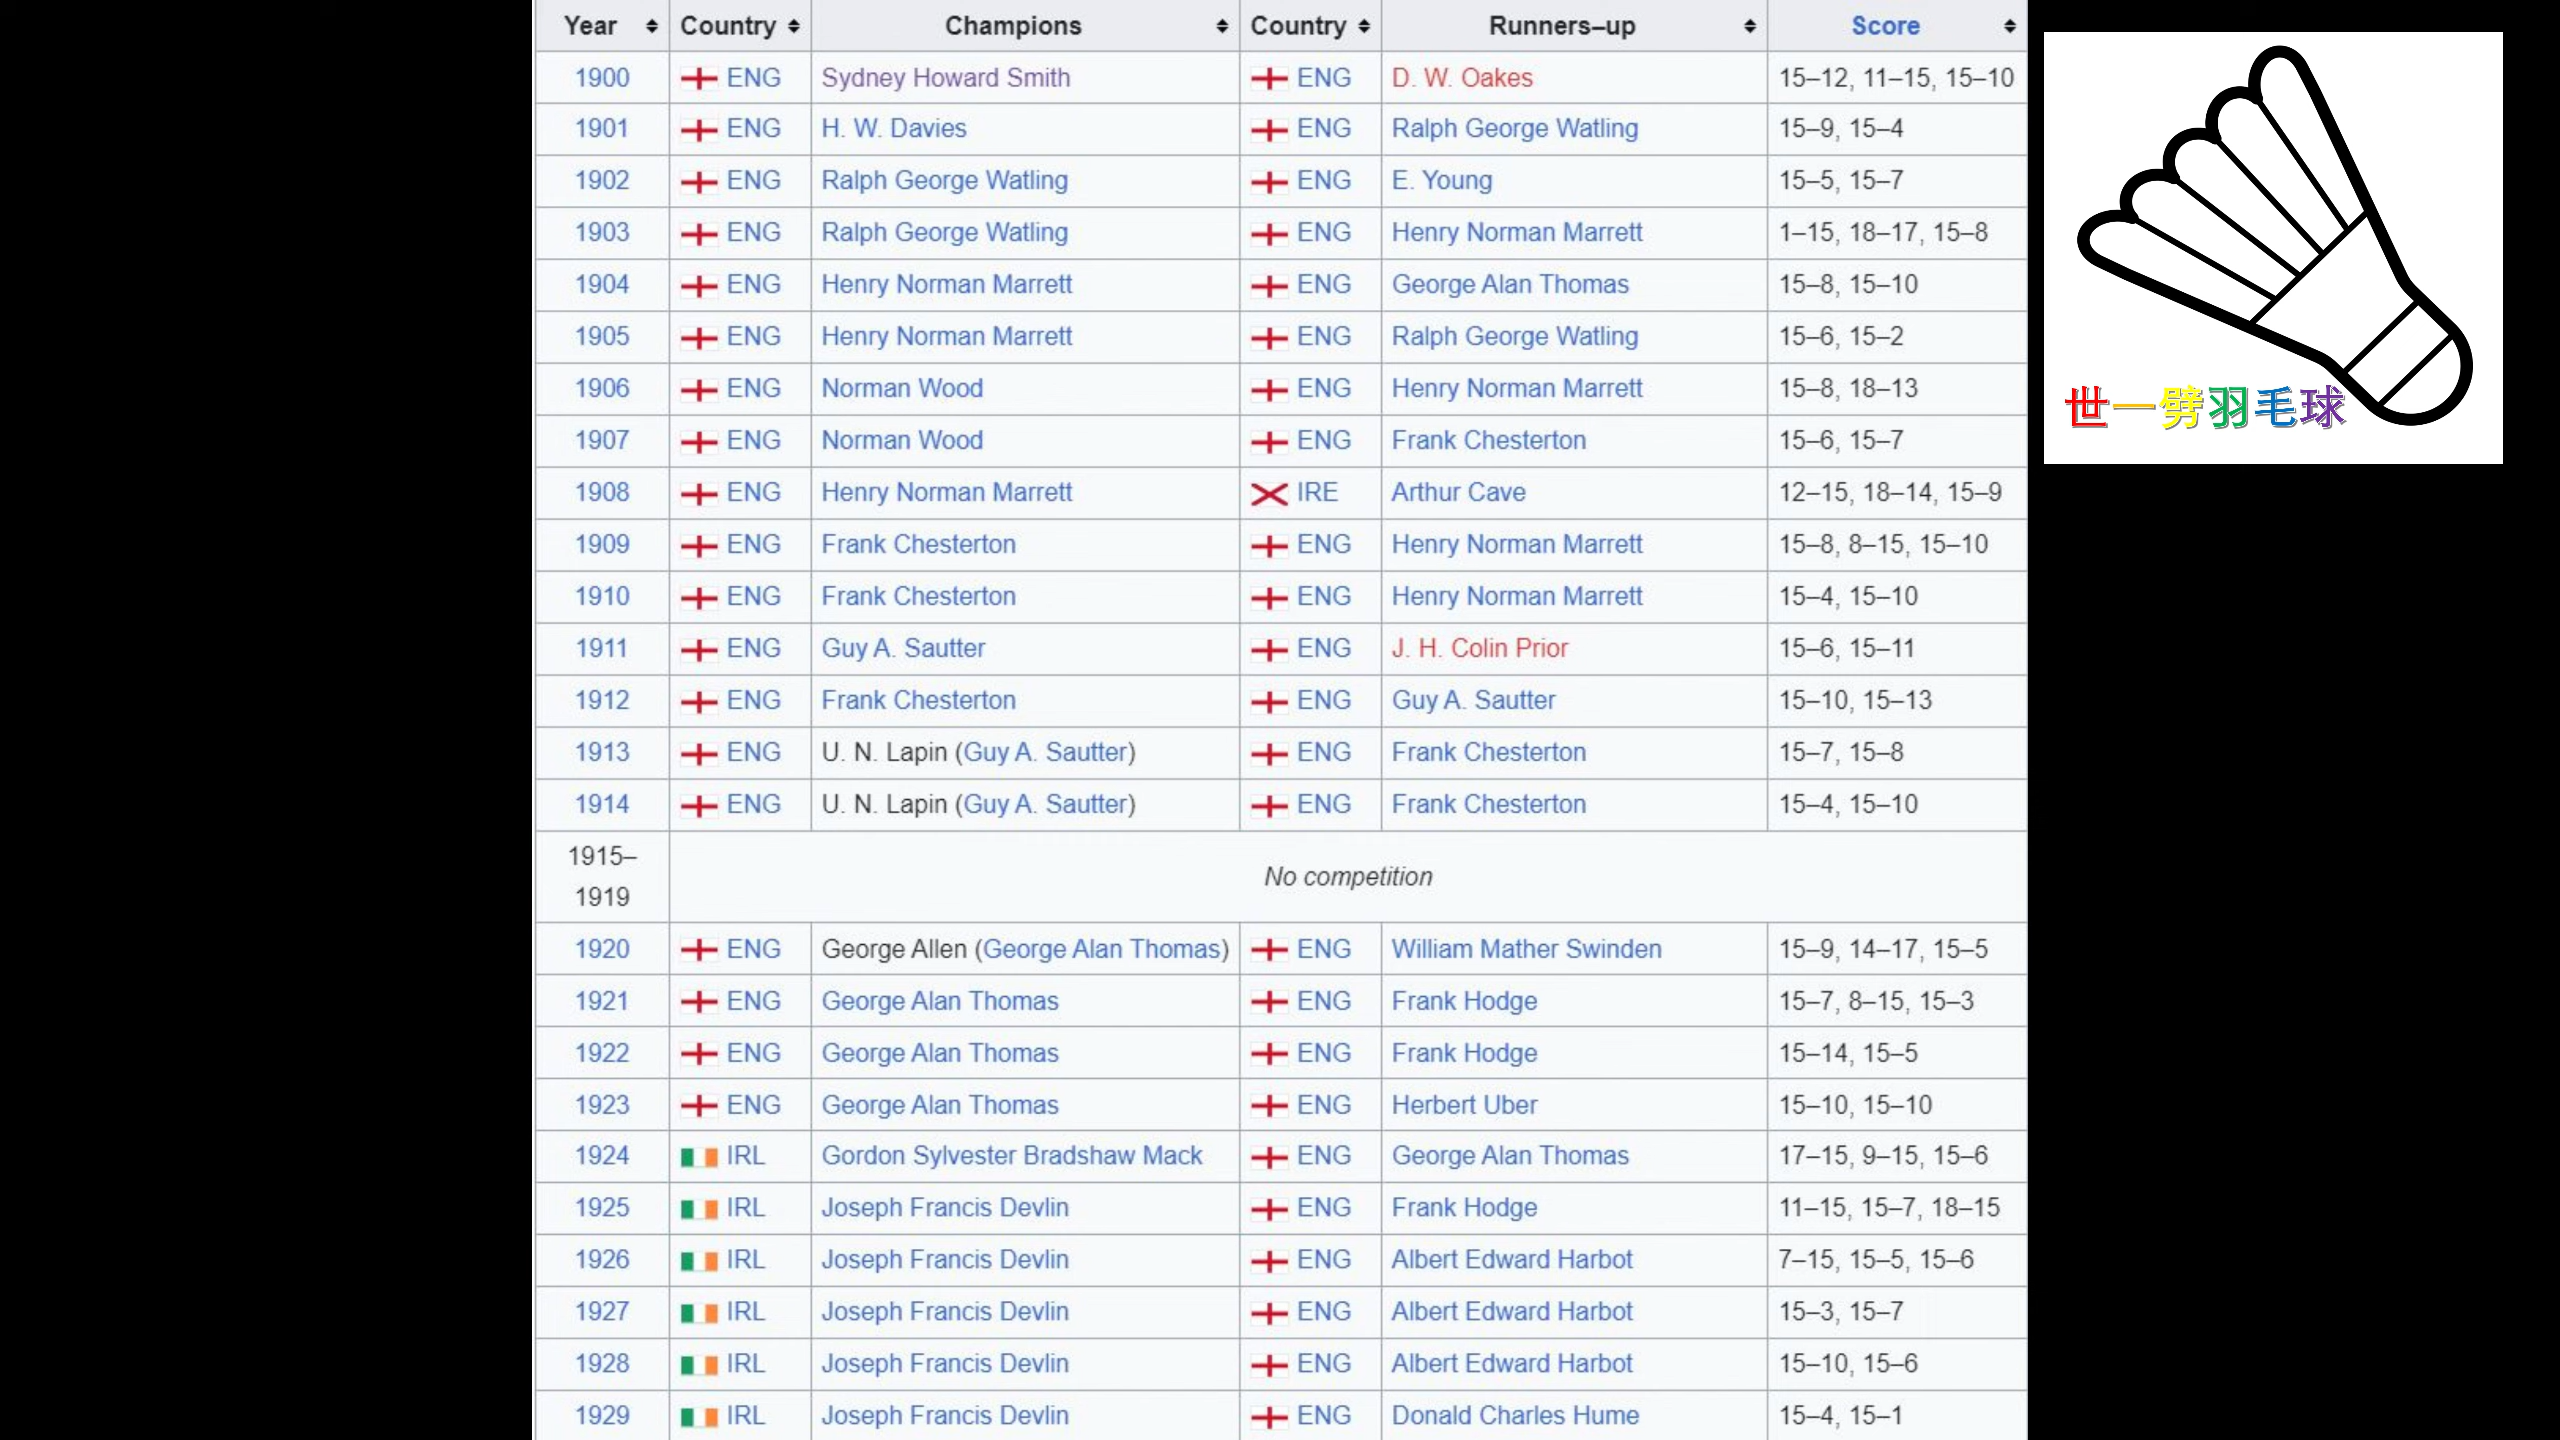 Year Country Champions Country Runners–up Score
1900 ENG Sydney Howard Smith ENG D. W. Oakes 15–12, 11–15, 15–10
1901 ENG H. W. Davies ENG Ralph George Watling 15–9, 15–4
1902 ENG Ralph George Watling ENG E. Young 15–5, 15–7
1903 ENG Ralph George Watling ENG Henry Norman Marrett 1–15, 18–17, 15–8
1904 ENG Henry Norman Marrett ENG George Alan Thomas 15–8, 15–10
1905 ENG Henry Norman Marrett ENG Ralph George Watling 15–6, 15–2
1906 ENG Norman Wood ENG Henry Norman Marrett 15–8, 18–13
1907 ENG Norman Wood ENG Frank Chesterton 15–6, 15–7
1908 ENG Henry Norman Marrett IRE Arthur Cave 12–15, 18–14, 15–9
1909 ENG Frank Chesterton ENG Henry Norman Marrett 15–8, 8–15, 15–10
1910 ENG Frank Chesterton ENG Henry Norman Marrett 15–4, 15–10
1911 ENG Guy A. Sautter ENG J. H. Colin Prior 15–6, 15–11
1912 ENG Frank Chesterton ENG Guy A. Sautter 15–10, 15–13
1913 ENG U. N. Lapin (Guy A. Sautter) ENG Frank Chesterton 15–7, 15–8
1914 ENG U. N. Lapin (Guy A. Sautter) ENG Frank Chesterton 15–4, 15–10
1915–
1919 No competition
1920 ENG George Allen (George Alan Thomas) ENG William Mather Swinden 15–9, 14–17, 15–5
1921 ENG George Alan Thomas ENG Frank Hodge 15–7, 8–15, 15–3
1922 ENG George Alan Thomas ENG Frank Hodge 15–14, 15–5
1923 ENG George Alan Thomas ENG Herbert Uber 15–10, 15–10
1924 IRL Gordon Sylvester Bradshaw Mack ENG George Alan Thomas 17–15, 9–15, 15–6
1925 IRL Joseph Francis Devlin ENG Frank Hodge 11–15, 15–7, 18–15
1926 IRL Joseph Francis Devlin ENG Albert Edward Harbot 7–15, 15–5, 15–6
1927 IRL Joseph Francis Devlin ENG Albert Edward Harbot 15–3, 15–7
1928 IRL Joseph Francis Devlin ENG Albert Edward Harbot 15–10, 15–6
1929 IRL Joseph Francis Devlin ENG Donald Charles Hume 15–4, 15–1
世一劈羽毛球